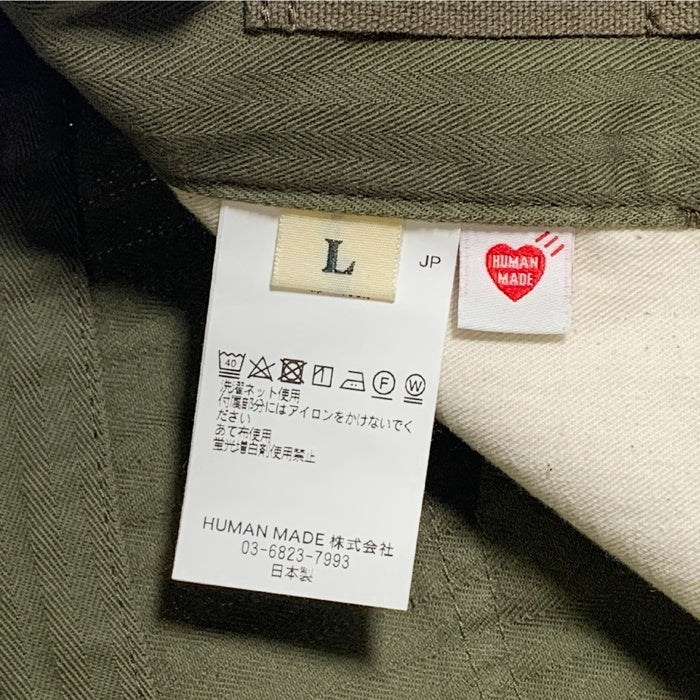 L
JP
HUMAN
MADE
40
F
W
洗濯ネット使用
付属部分にはアイロンをかけないでく
ださい
あて布使用
蛍光増白剤使用禁止
HUMAN MADE 株式会社
03-6823-7993
日本製